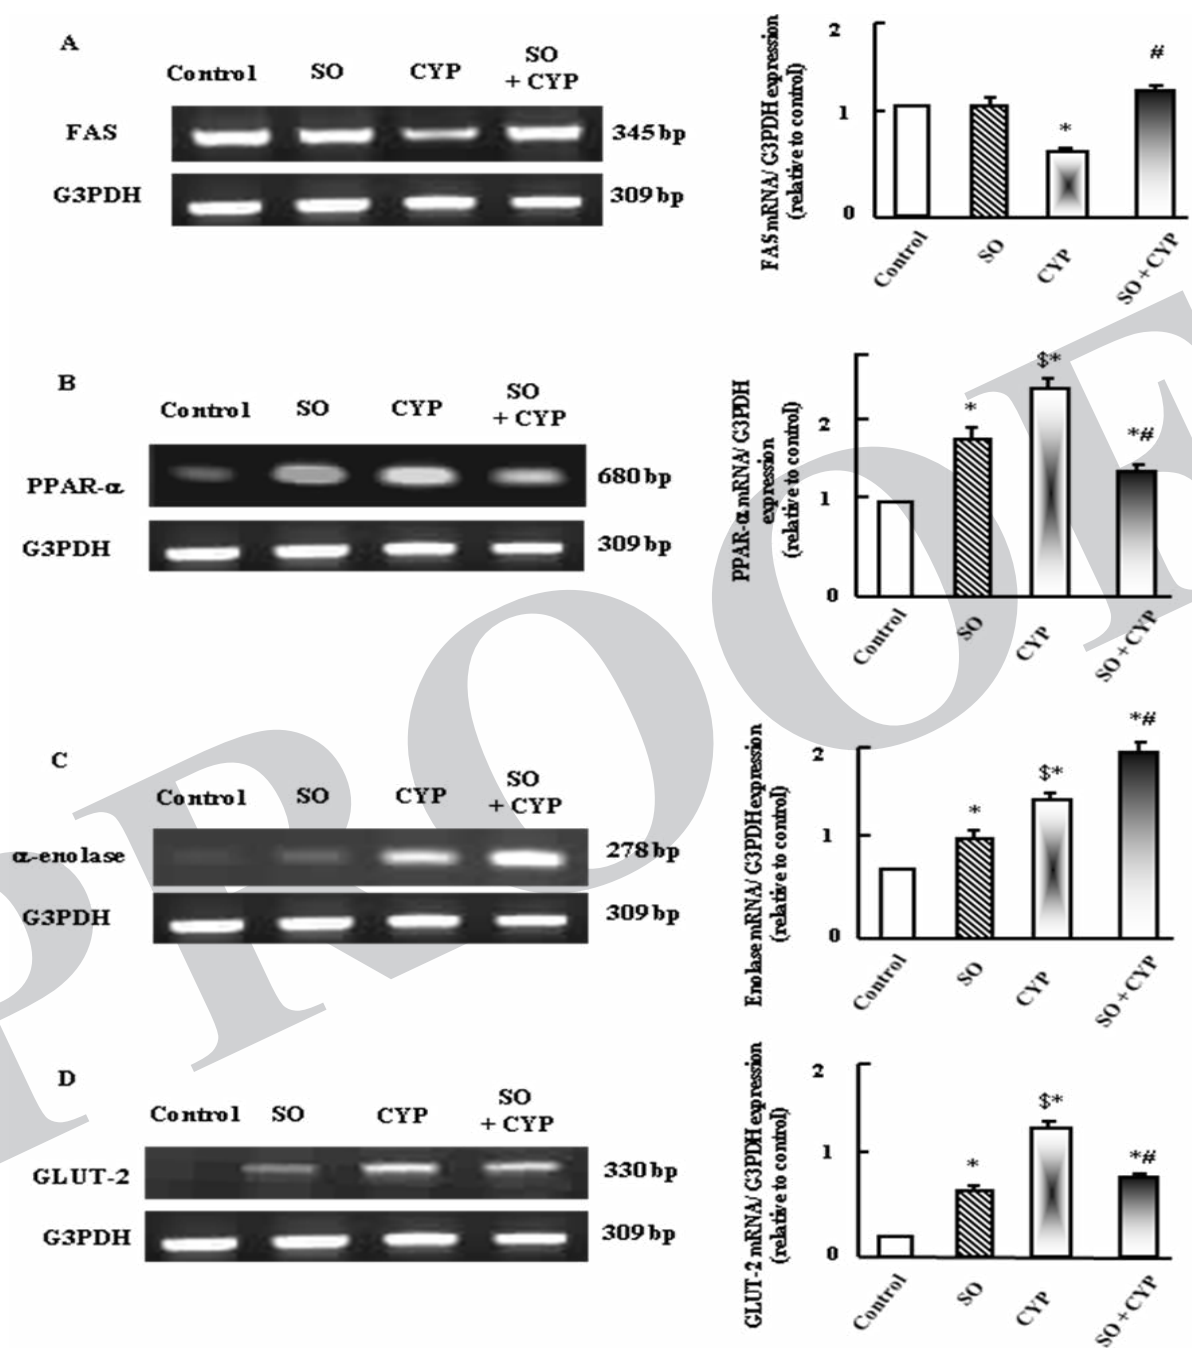 A
Control SO CYP SO
+ CYP
FAS 345 bp
G3PDH 309 bp
FAS mRNA/ G3PDH expression
(relative to control)
2
1
0
*
#
Control SO CYP SO + CYP
B
Control SO CYP SO
+ CYP
PPAR-α 680 bp
G3PDH 309 bp
PPAR-α mRNA/ G3PDH
expression
(relative to control)
2
1
0
*
$*
*#
Control SO CYP SO + CYP
C
Control SO CYP SO
+ CYP
α-enolase 278 bp
G3PDH 309 bp
Enolase mRNA/ G3PDH expression
(relative to control)
2
1
0
*
$*
*#
Control SO CYP SO + CYP
D
Control SO CYP SO
+ CYP
GLUT-2 330 bp
G3PDH 309 bp
GLUT-2 mRNA/ G3PDH expression
(relative to control)
2
1
0
*
$*
*#
Control SO CYP SO + CYP
PROOF